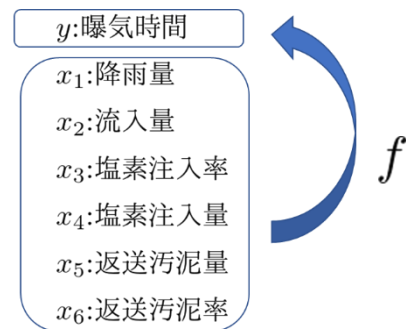 y:曝気時間
x₁:降雨量
x₂:流入量
x₃:塩素注入率
x₄:塩素注入量
x₅:返送汚泥量
x₆:返送汚泥率
f